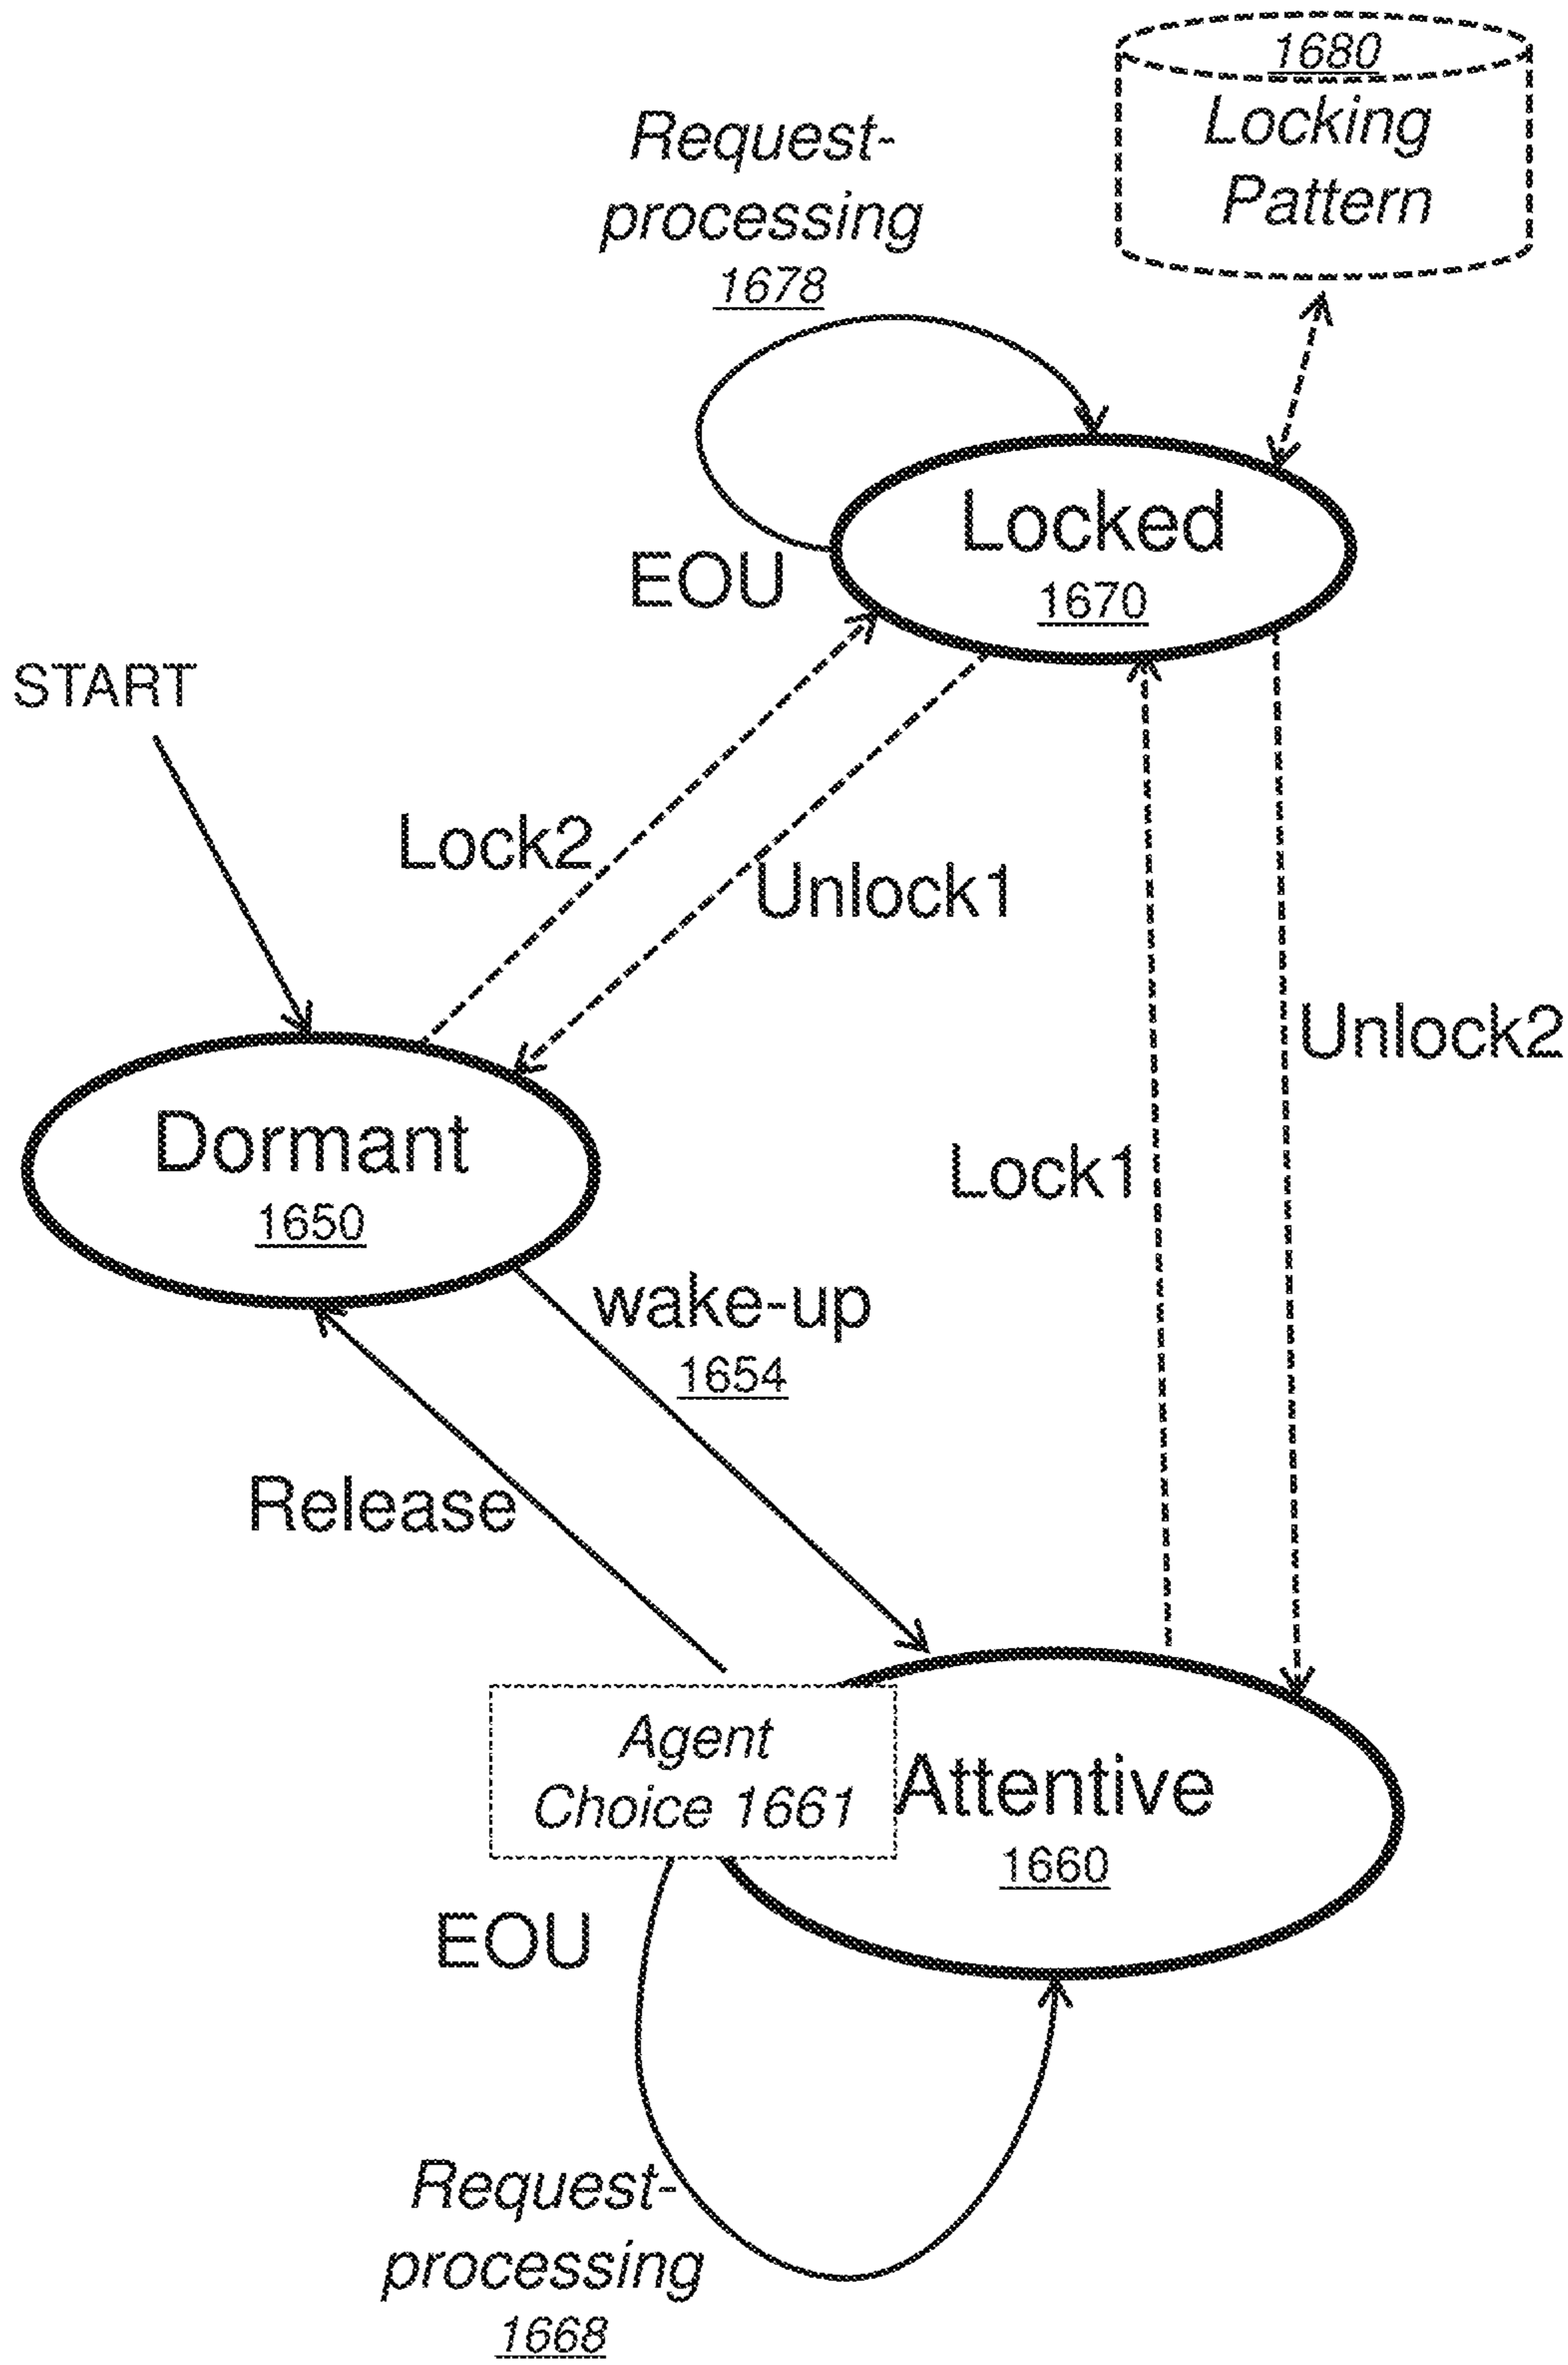 1680
Locking
Pattern
Request-
processing
1678
Locked
1670
EOU
START
Lock2
Unlock1
Unlock2
Dormant
1650
Lock1
wake-up
1654
Release
Agent
Choice 1661
Attentive
1660
EOU
Request-
processing
1668